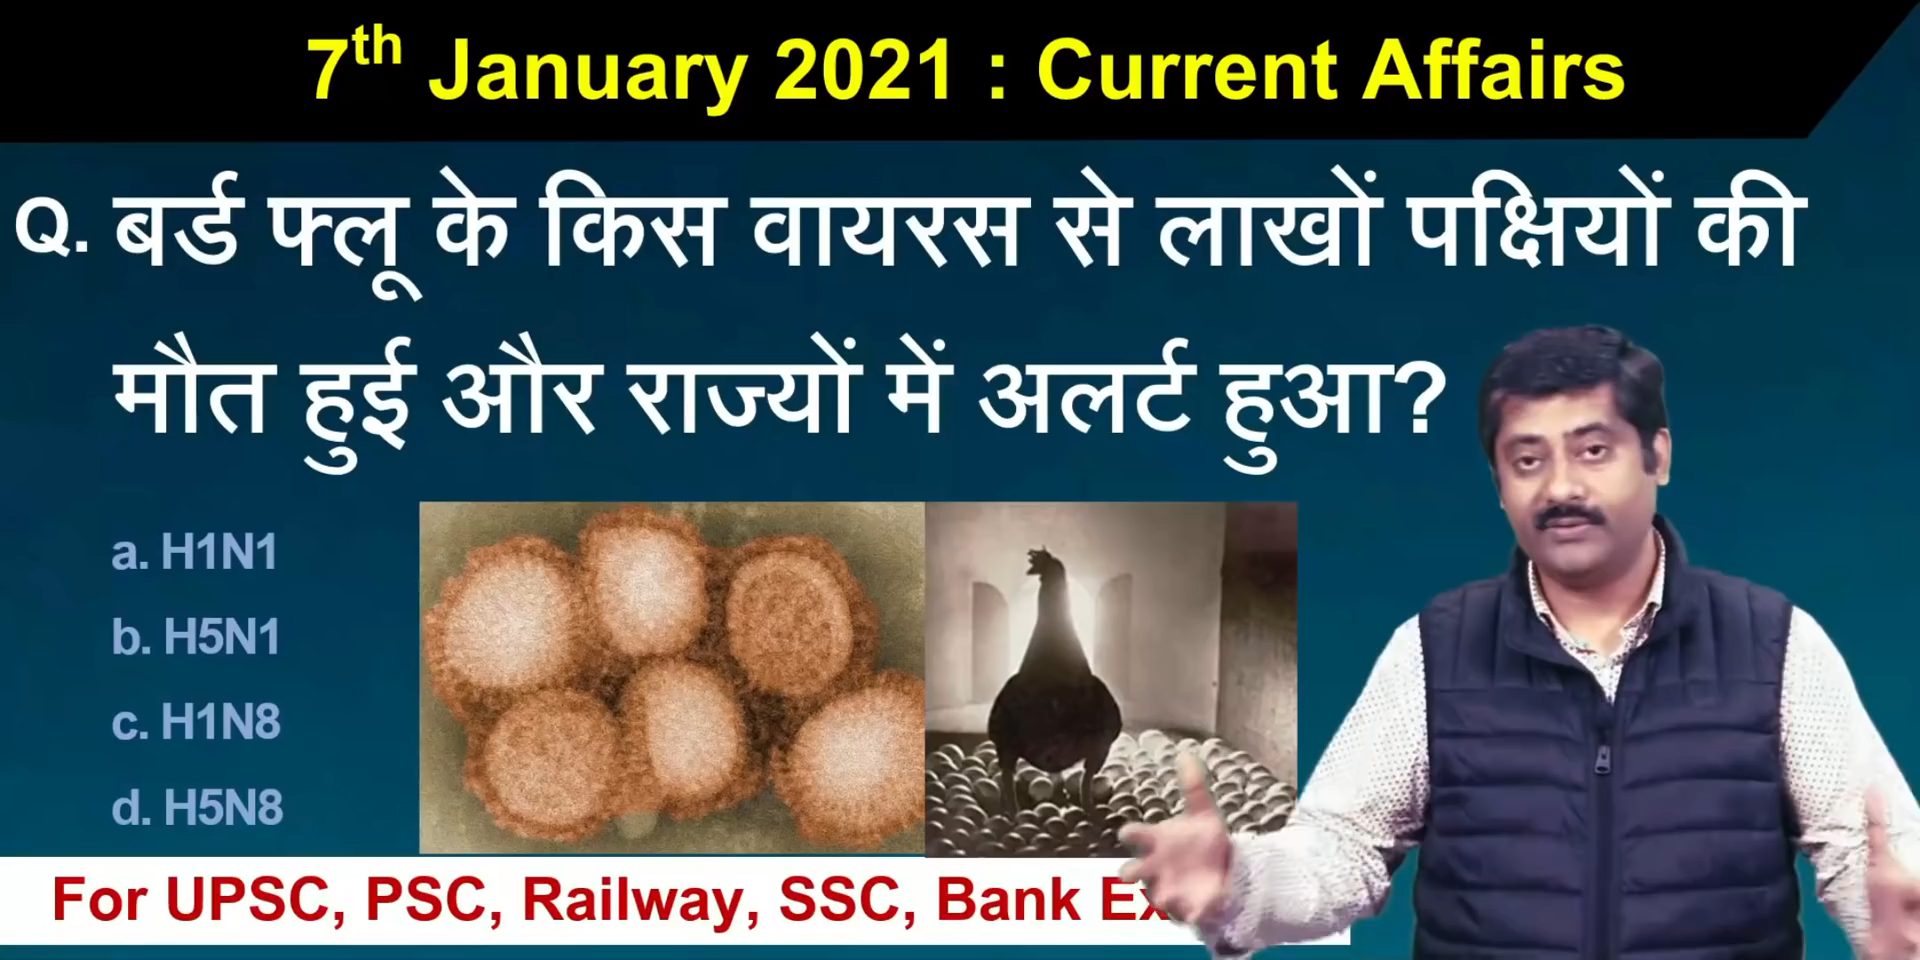 7th January 2021 : Current Affairs
Q. बर्ड फ्लू के किस वायरस से लाखों पक्षियों की
मौत हुई और राज्यों में अलर्ट हुआ?
a. H1N1
b. H5N1
c. H1N8
d. H5N8
For UPSC, PSC, Railway, SSC, Bank